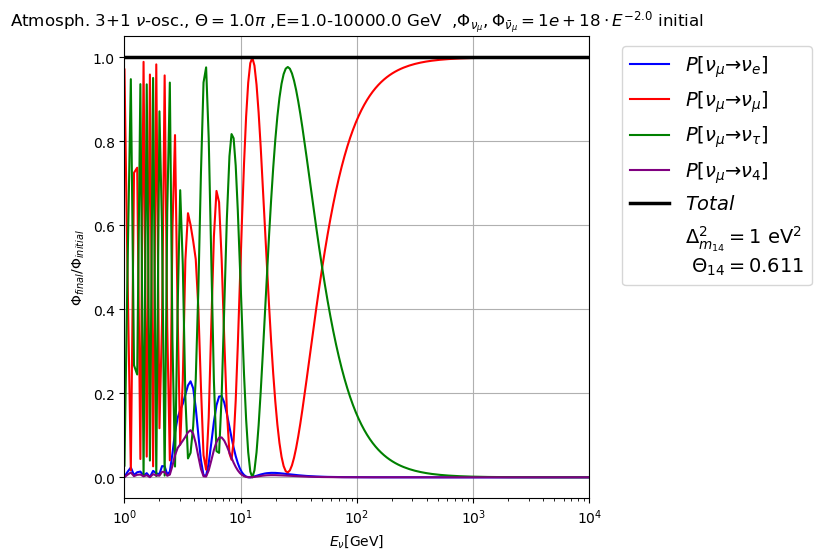 Atmosph. 3+1 ν-osc., Θ = 1.0π ,E=1.0-10000.0 GeV ,Φ_{ν_μ}, Φ_{ν̄_μ} = 1e + 18 · E^{−2.0} initial
Φ_{final}/Φ_{initial}
1.0
0.8
0.6
0.4
0.2
0.0
10^0 10^1 10^2 10^3 10^4
E_ν[GeV]
P[ν_μ→ν_e]
P[ν_μ→ν_μ]
P[ν_μ→ν_τ]
P[ν_μ→ν_4]
Total
Δ^2_{m_{14}} = 1 eV^2
Θ_{14} = 0.611